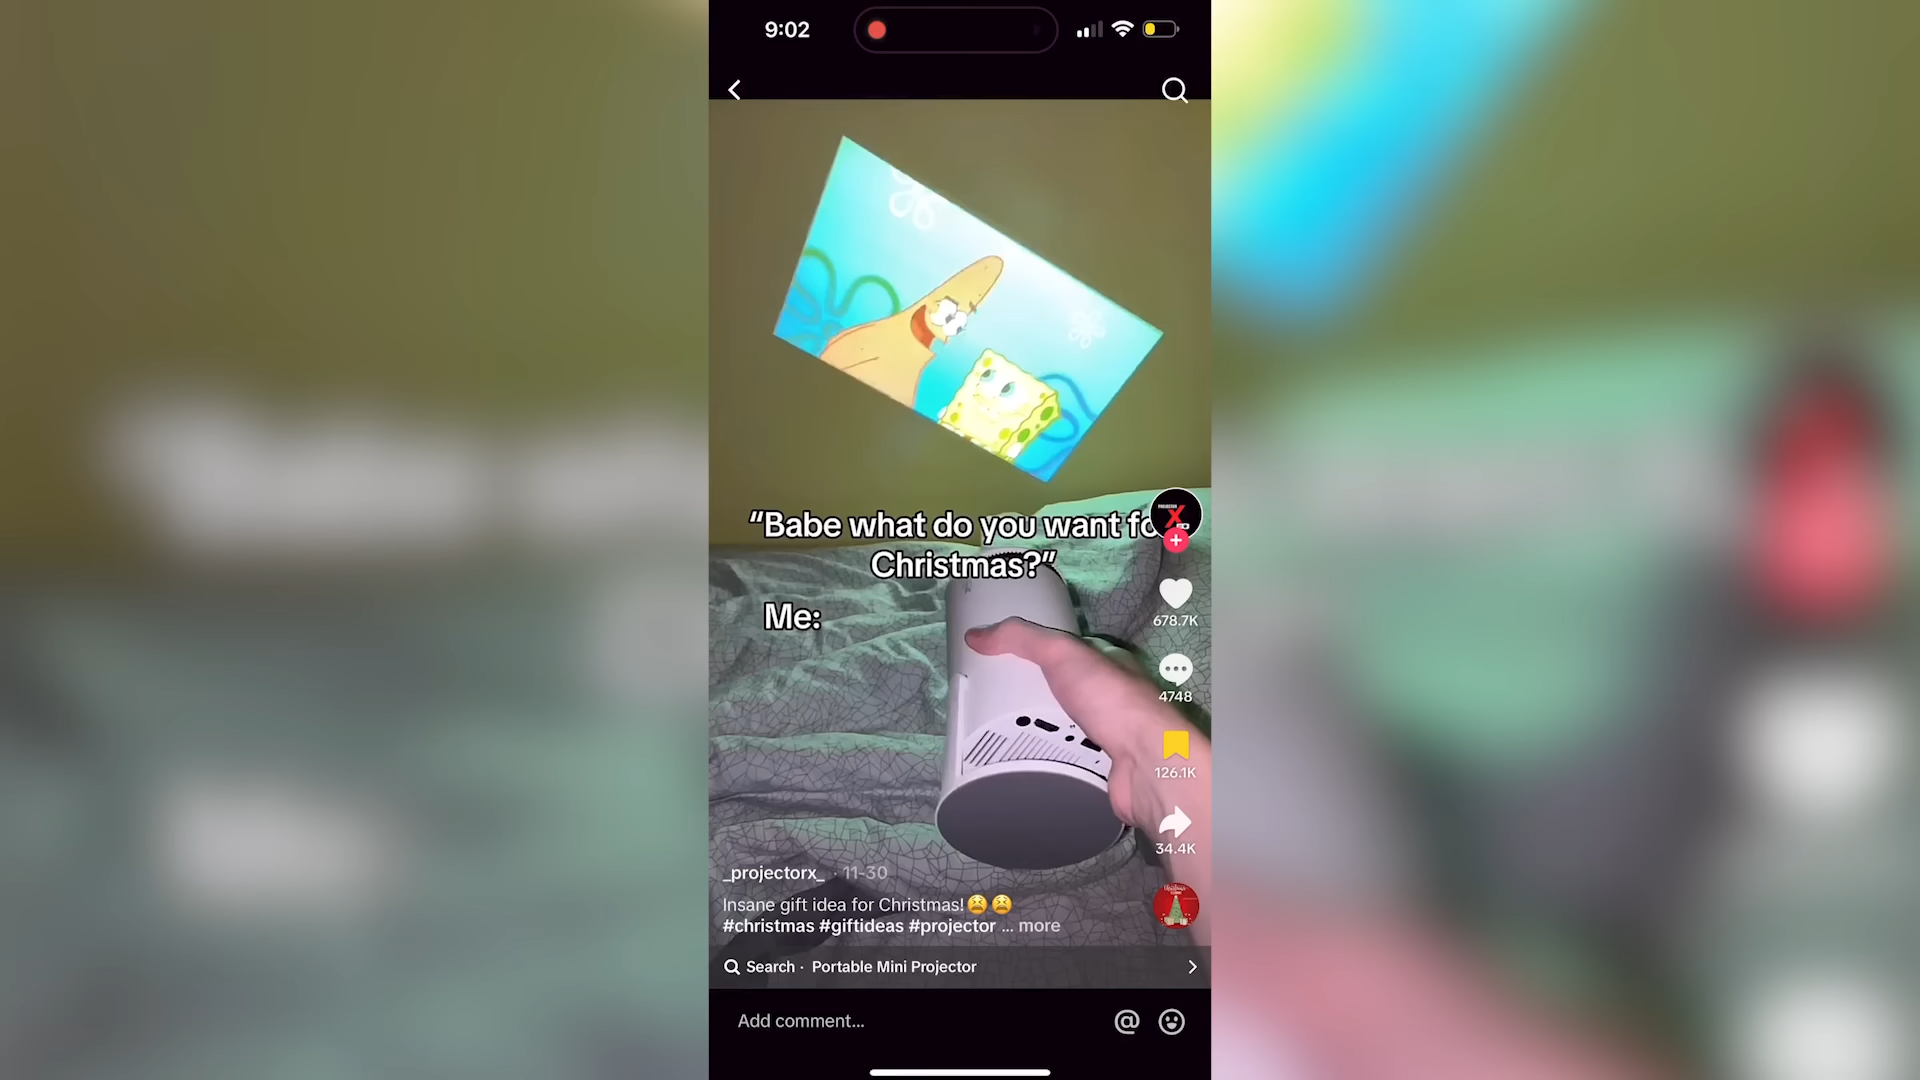 9:02
"Babe what do you want fo
Christmas?"
Me:
678.7K
4748
126.1K
34.4K
_projectorx_ · 11-30
Insane gift idea for Christmas!😫😫
#christmas #giftideas #projector ... more
Search · Portable Mini Projector
Add comment...